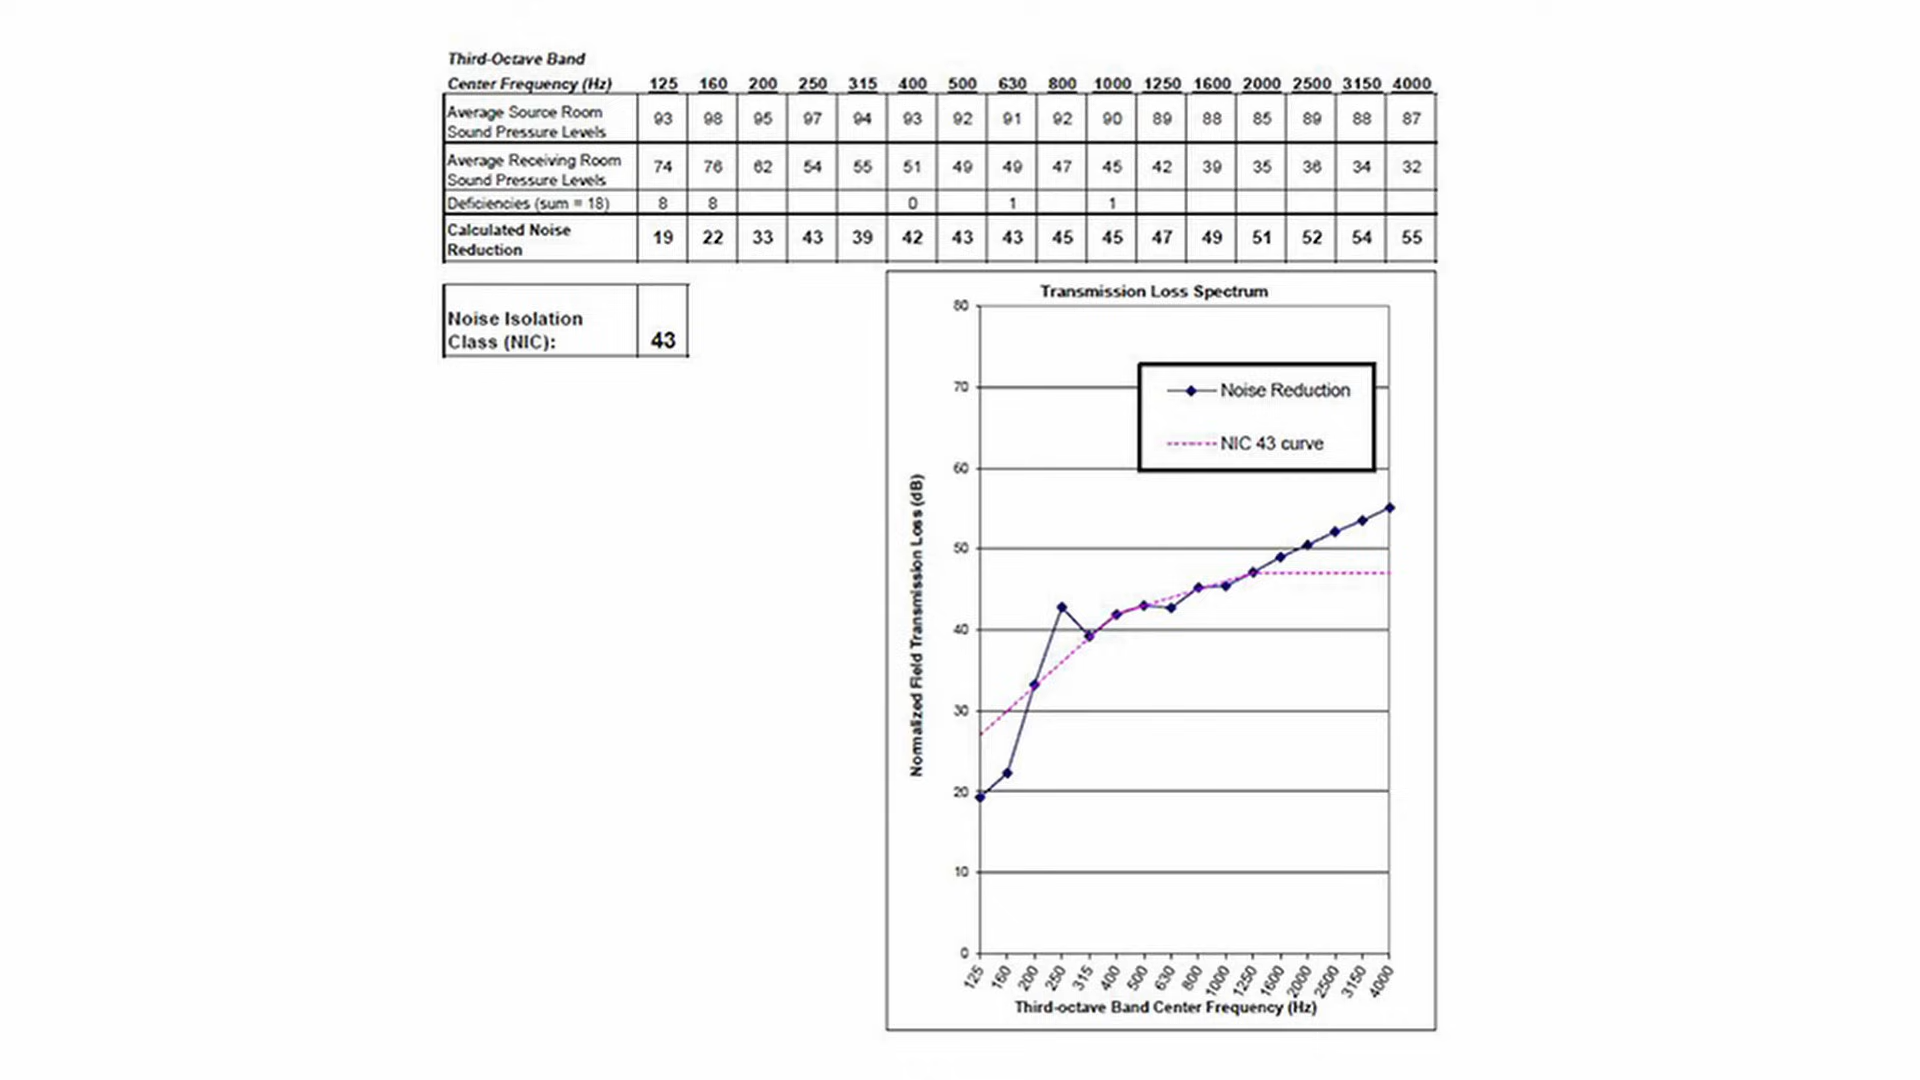 Third-Octave Band
Center Frequency (Hz) 125 160 200 250 315 400 500 630 800 1000 1250 1600 2000 2500 3150 4000
Average Source Room
Sound Pressure Levels 93 98 95 97 94 93 92 91 92 90 89 88 85 89 88 87
Average Receiving Room
Sound Pressure Levels 74 76 62 54 55 51 49 49 47 45 42 39 35 36 34 32
Deficiencies (sum = 18) 8 8 0 1 1
Calculated Noise
Reduction 19 22 33 43 39 42 43 43 45 45 47 49 51 52 54 55
Noise Isolation
Class (NIC): 43
Transmission Loss Spectrum
Noise Reduction
NIC 43 curve
Normalized Field Transmission Loss (dB)
80
70
60
50
40
30
20
10
0
125 160 200 250 315 400 500 630 800 1000 1250 1600 2000 2500 3150 4000
Third-octave Band Center Frequency (Hz)